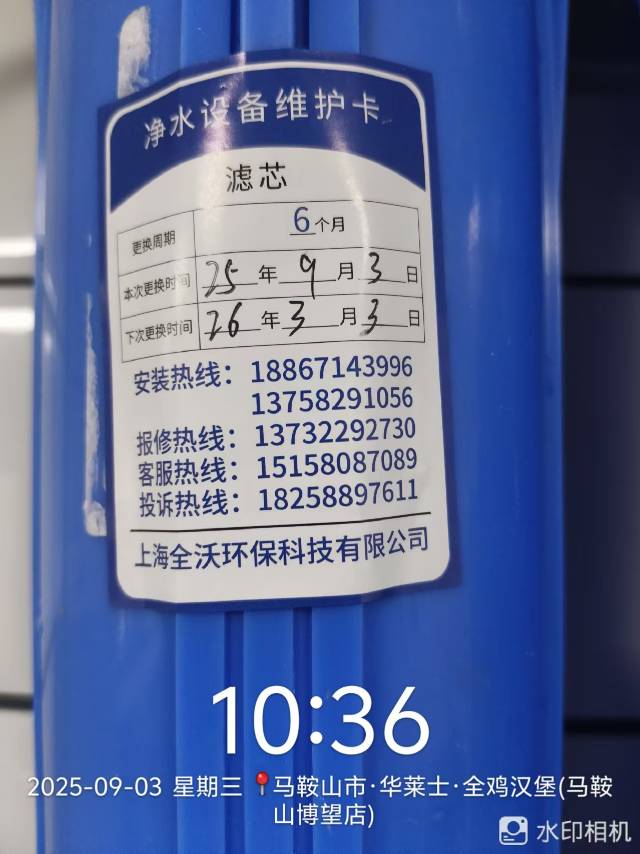 净水设备维护卡
滤芯
更换周期 6个月
本次更换时间 25年9月3日
下次更换时间 26年3月3日
安装热线：18867143996
13758291056
报修热线：13732292730
客服热线：15158087089
投诉热线：18258897611
上海全沃环保科技有限公司
10:36
2025-09-03 星期三 马鞍山市·华莱士·全鸡汉堡(马鞍
山博望店)
水印相机